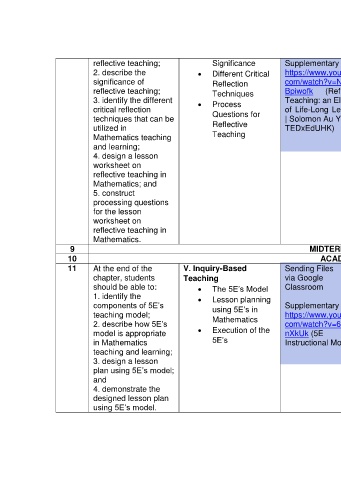 reflective teaching;
2. describe the
significance of
reflective teaching;
3. identify the different
critical reflection
techniques that can be
utilized in
Mathematics teaching
and learning;
4. design a lesson
worksheet on
reflective teaching in
Mathematics; and
5. construct
processing questions
for the lesson
worksheet on
reflective teaching in
Mathematics.
Significance
• Different Critical
Reflection
Techniques
• Process
Questions for
Reflective
Teaching
Supplementary
https://www.you
com/watch?v=N
Bpiwofk (Ref
Teaching: an El
of Life-Long Le
| Solomon Au Y
TEDxEdUHK)
9 MIDTER
10 ACAD
11
At the end of the
chapter, students
should be able to:
1. identify the
components of 5E's
teaching model;
2. describe how 5E's
model is appropriate
in Mathematics
teaching and learning;
3. design a lesson
plan using 5E's model;
and
4. demonstrate the
designed lesson plan
using 5E's model.
V. Inquiry-Based
Teaching
• The 5E's Model
• Lesson planning
using 5E's in
Mathematics
• Execution of the
5E's
Sending Files
via Google
Classroom
Supplementary
https://www.you
com/watch?v=6
nXkUk (5E
Instructional Mo